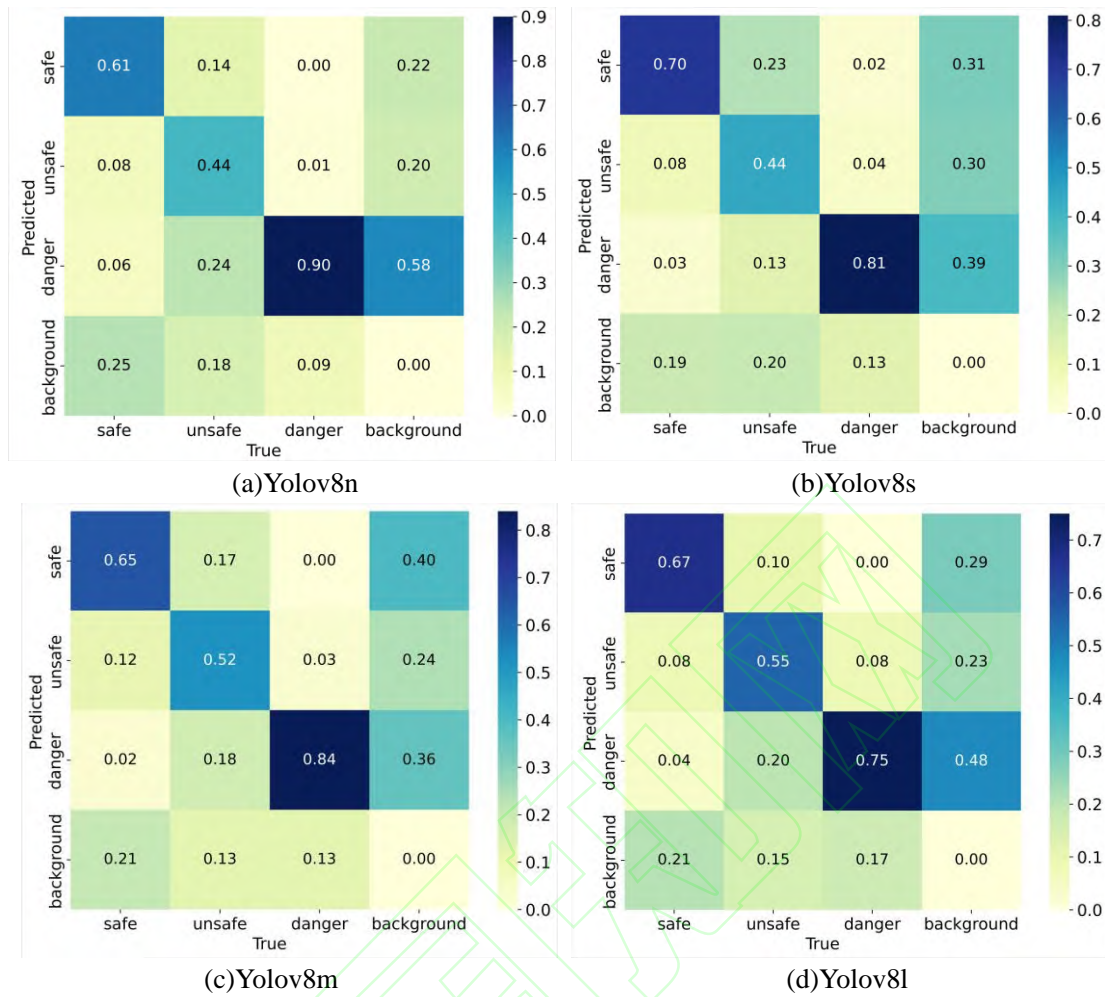 0.9
safe 0.61 0.14 0.00 0.22 0.8
0.7
0.6
unsafe 0.08 0.44 0.01 0.20 0.5
Predicted
0.4
danger 0.06 0.24 0.90 0.58 0.3
0.2
background 0.25 0.18 0.09 0.00 0.1
0.0
safe unsafe danger background
True
(a)Yolov8n
0.8
safe 0.70 0.23 0.02 0.31 0.7
0.6
unsafe 0.08 0.44 0.04 0.30 0.5
Predicted
0.4
danger 0.03 0.13 0.81 0.39 0.3
0.2
background 0.19 0.20 0.13 0.00 0.1
0.0
safe unsafe danger background
True
(b)Yolov8s
0.8
safe 0.65 0.17 0.00 0.40 0.7
0.6
unsafe 0.12 0.52 0.03 0.24 0.5
Predicted
0.4
danger 0.02 0.18 0.84 0.36 0.3
0.2
background 0.21 0.13 0.13 0.00 0.1
0.0
safe unsafe danger background
True
(c)Yolov8m
0.7
safe 0.67 0.10 0.00 0.29 0.6
0.5
unsafe 0.08 0.55 0.08 0.23
Predicted
0.4
danger 0.04 0.20 0.75 0.48 0.3
0.2
background 0.21 0.15 0.17 0.00 0.1
0.0
safe unsafe danger background
True
(d)Yolov8l